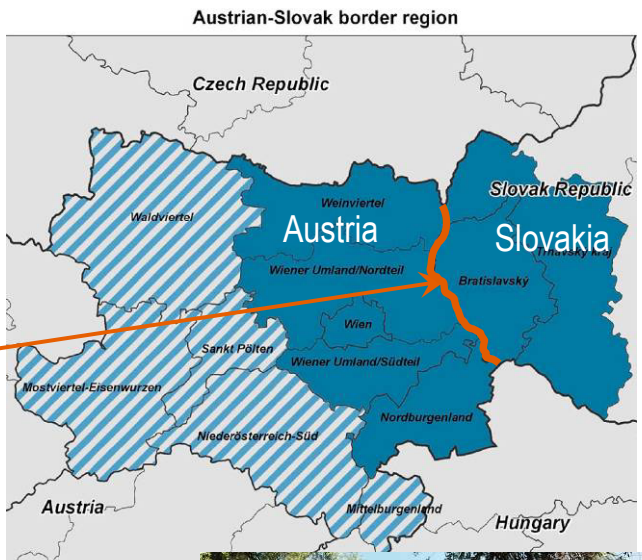 Austrian-Slovak border region
Czech Republic
Slovak Republic
Waldviertel
Weinviertel
Austria
Slovakia
Trnavský kraj
Wiener Umland/Nordteil
Bratislavský
Wien
Sankt Pölten
Wiener Umland/Südteil
Mostviertel-Eisenwurzen
Nordburgenland
Niederösterreich-Süd
Mittelburgenland
Austria
Hungary